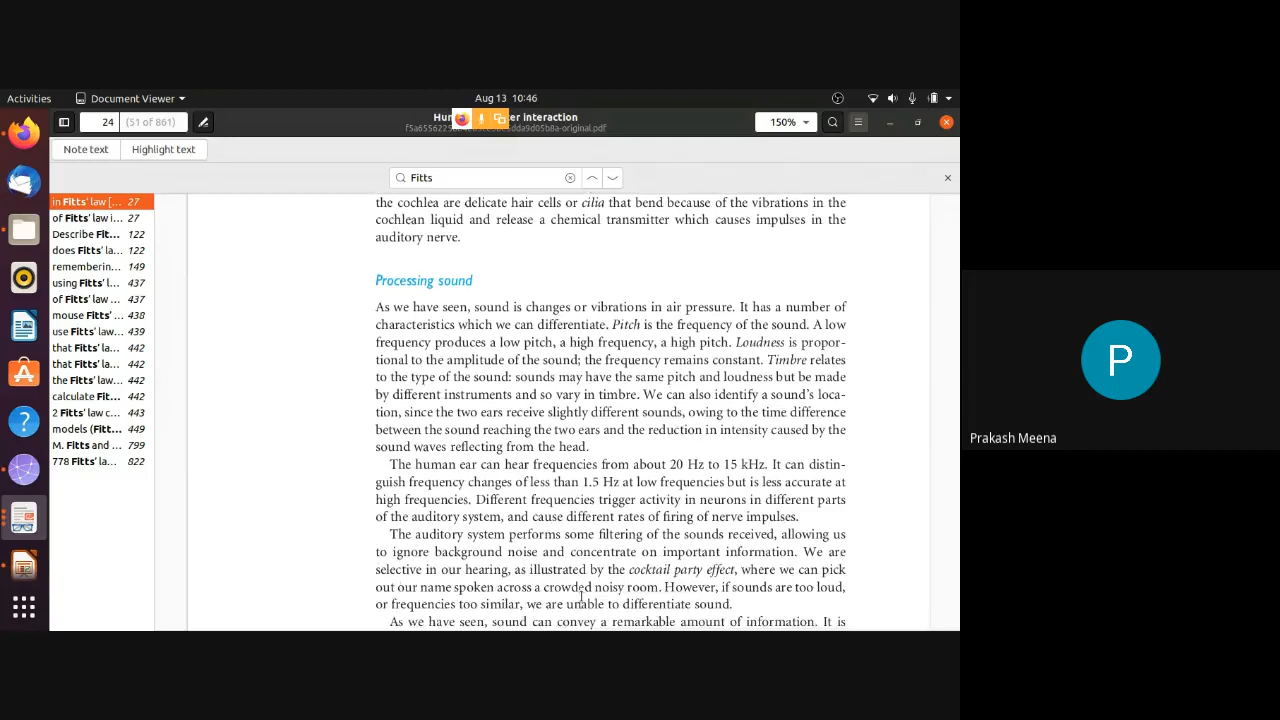 Activities
Document Viewer
Aug 13 10:46
24
(51 of 861)
ter interaction
-original.pdf
150%
Note text
Highlight text
Fitts
in Fitts' law [... 27
of Fitts' law i... 27
Describe Fit... 122
does Fitts' la... 122
rememberin... 149
using Fitts' l... 437
of Fitts' law ... 437
mouse Fitts' 438
use Fitts' law... 439
that Fitts' la... 442
that Fitts' la... 442
the Fitts' law... 442
calculate Fit... 442
2 Fitts' law c... 443
models (Fitt... 449
M. Fitts and ... 799
778 Fitts' la... 822
the cochlea are delicate hair cells or cilia that bend because of the vibrations in the
cochlean liquid and release a chemical transmitter which causes impulses in the
auditory nerve.
Processing sound
As we have seen, sound is changes or vibrations in air pressure. It has a number of
characteristics which we can differentiate. Pitch is the frequency of the sound. A low
frequency produces a low pitch, a high frequency, a high pitch. Loudness is propor-
tional to the amplitude of the sound; the frequency remains constant. Timbre relates
to the type of the sound: sounds may have the same pitch and loudness but be made
by different instruments and so vary in timbre. We can also identify a sound's loca-
tion, since the two ears receive slightly different sounds, owing to the time difference
between the sound reaching the two ears and the reduction in intensity caused by the
sound waves reflecting from the head.
The human ear can hear frequencies from about 20 Hz to 15 kHz. It can distin-
guish frequency changes of less than 1.5 Hz at low frequencies but is less accurate at
high frequencies. Different frequencies trigger activity in neurons in different parts
of the auditory system, and cause different rates of firing of nerve impulses.
The auditory system performs some filtering of the sounds received, allowing us
to ignore background noise and concentrate on important information. We are
selective in our hearing, as illustrated by the cocktail party effect, where we can pick
out our name spoken across a crowded noisy room. However, if sounds are too loud,
or frequencies too similar, we are unable to differentiate sound.
As we have seen, sound can convey a remarkable amount of information. It is
P
Prakash Meena